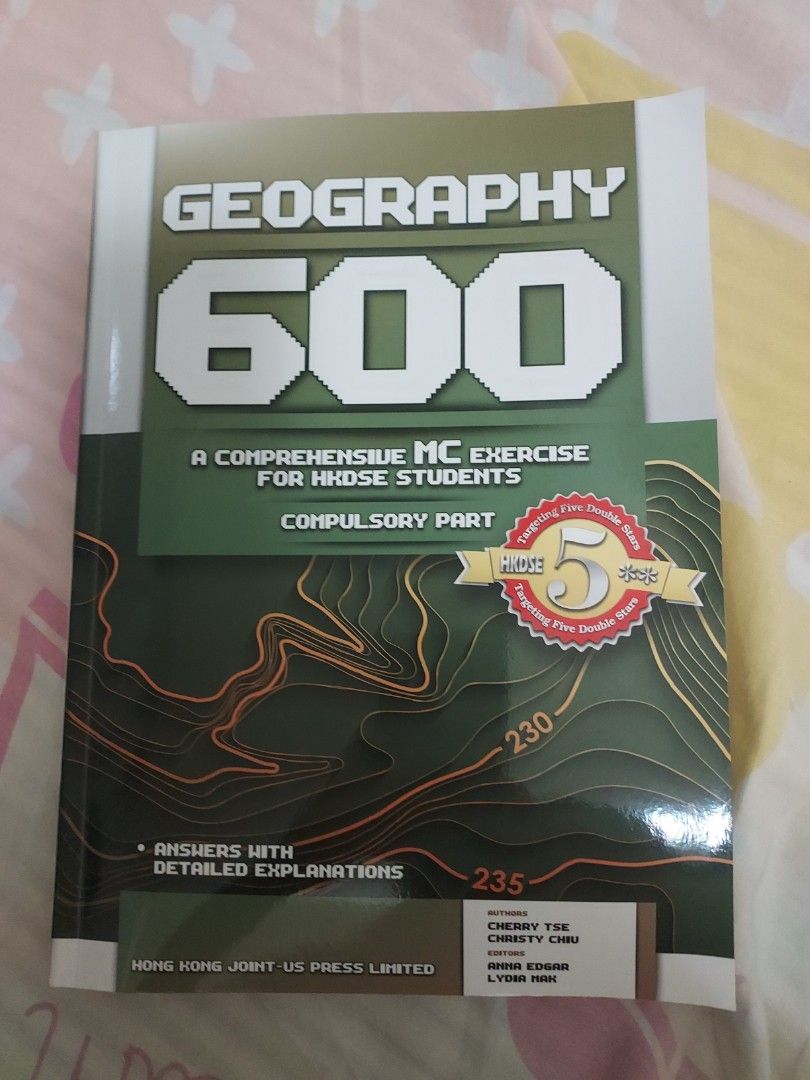 GEOGRAPHY
600
A COMPREHENSIVE MC EXERCISE
FOR HKDSE STUDENTS
COMPULSORY PART
Targeting Five Double Stars
HKDSE 5**
Targeting Five Double Stars
230
• ANSWERS WITH
DETAILED EXPLANATIONS
235
HONG KONG JOINT-US PRESS LIMITED
AUTHORS
CHERRY TSE
CHRISTY CHIU
EDITORS
ANNA EDGAR
LYDIA MAK